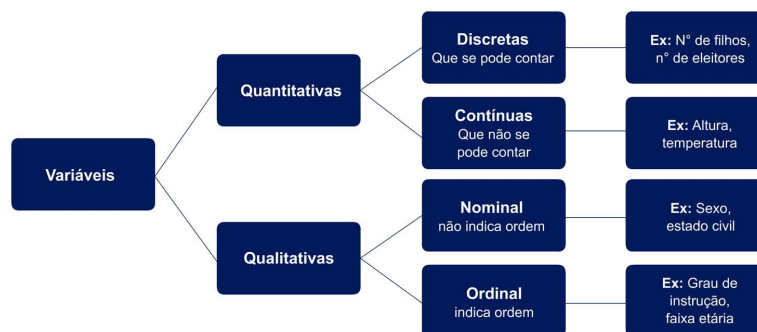 Variáveis
Quantitativas
Discretas
Que se pode contar
Ex: N° de filhos,
n° de eleitores
Contínuas
Que não se
pode contar
Ex: Altura,
temperatura
Qualitativas
Nominal
não indica ordem
Ex: Sexo,
estado civil
Ordinal
indica ordem
Ex: Grau de
instrução,
faixa etária